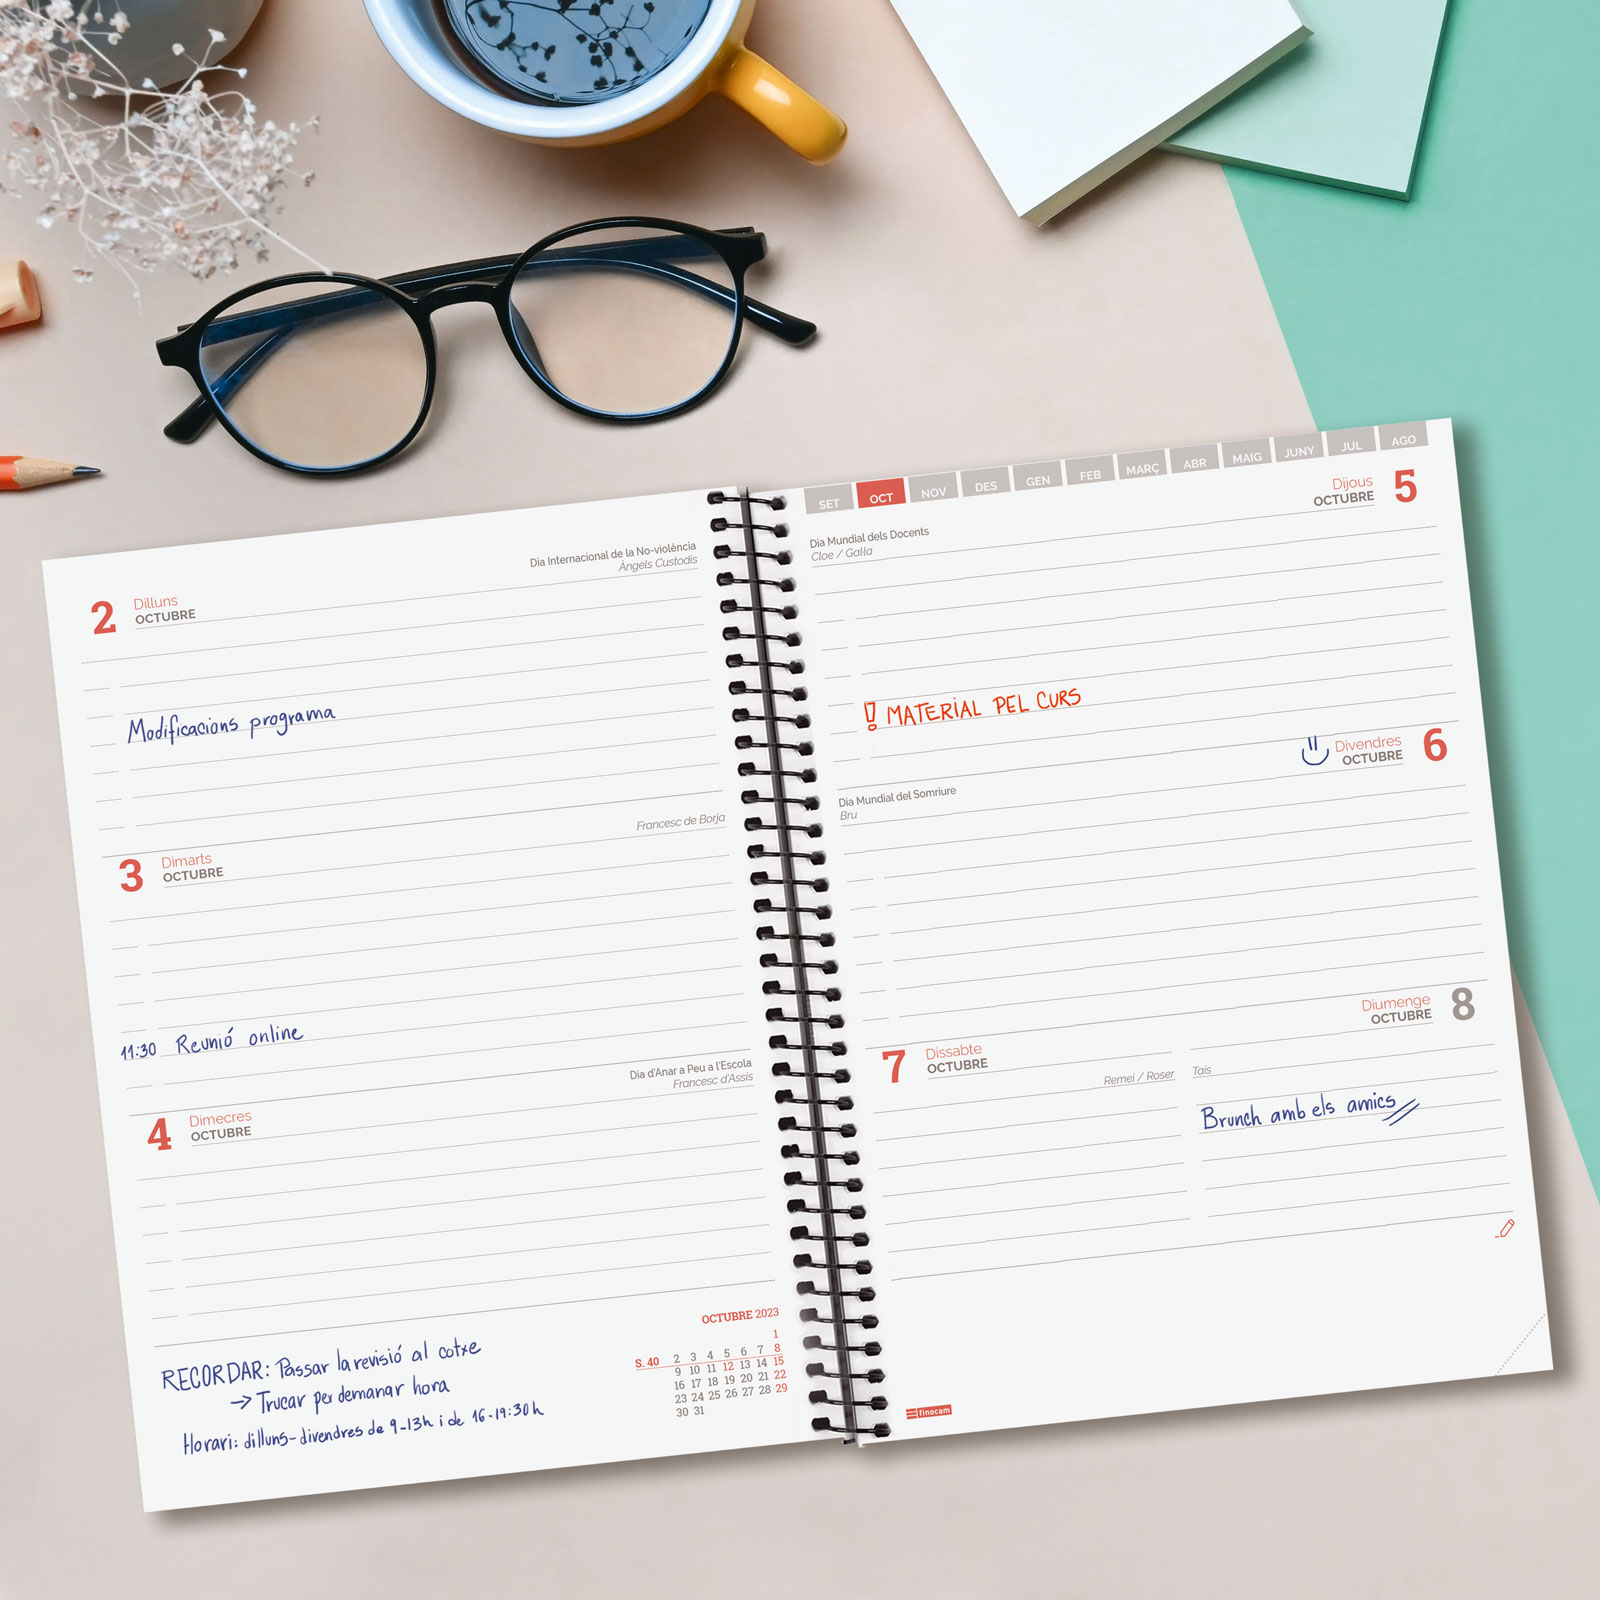 Dia Internacional de la No-violència
Àngels Custodis
2 Dilluns
OCTUBRE
Modificacions programa
Francesc de Borja
3 Dimarts
OCTUBRE
11:30 Reunió online
Dia d'Anar a Peu a l'Escola
Francesc d'Assís
4 Dimecres
OCTUBRE
RECORDAR: Passar la revisió al cotxe
→ Trucar per demanar hora
Horari: dilluns-divendres de 9-13h i de 16-19:30h
OCTUBRE 2023
1
S. 40 2 3 4 5 6 7 8
9 10 11 12 13 14 15
16 17 18 19 20 21 22
23 24 25 26 27 28 29
30 31
SET OCT NOV DES GEN FEB MARÇ ABR MAIG JUNY JUL AGO
Dijous 5
OCTUBRE
Dia Mundial dels Docents
Cloe / Gal·la
! MATERIAL PEL CURS
Divendres 6
OCTUBRE
Dia Mundial del Somriure
Bru
7 Dissabte
OCTUBRE
Remei / Roser
Diumenge 8
OCTUBRE
Tais
Brunch amb els amics
finocam